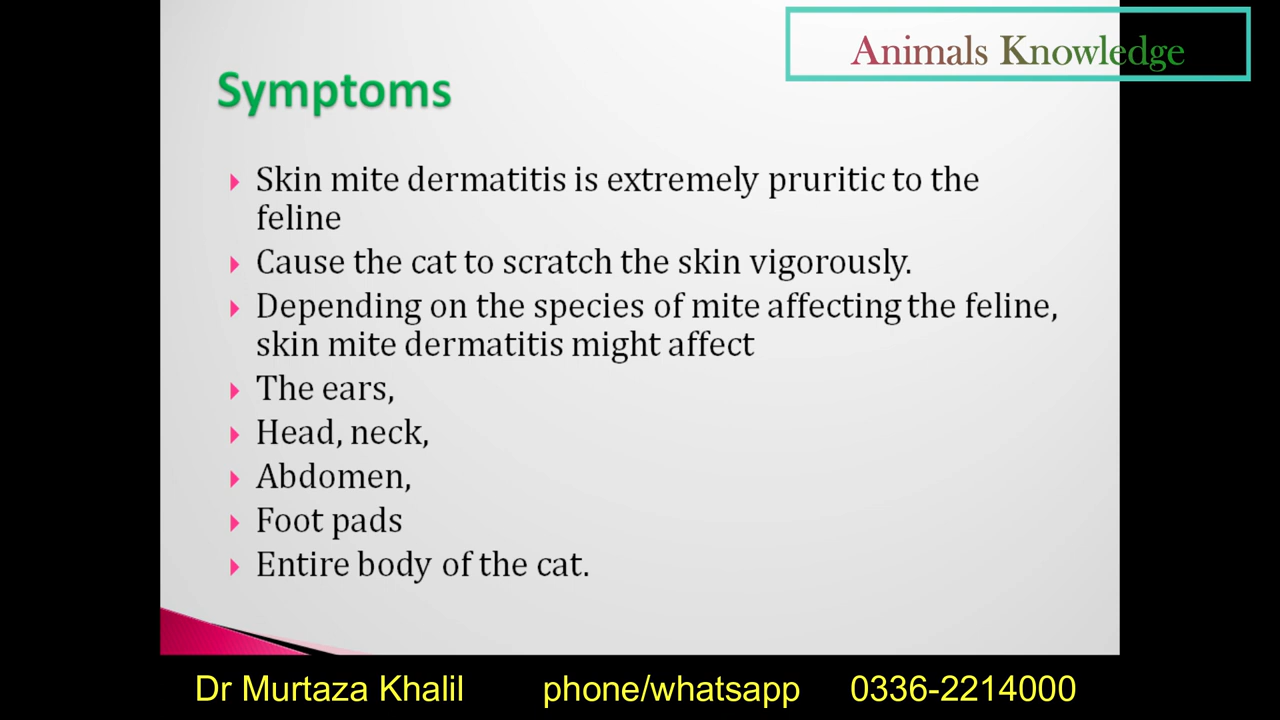 Animals Knowledge
Symptoms
Skin mite dermatitis is extremely pruritic to the
feline
Cause the cat to scratch the skin vigorously.
Depending on the species of mite affecting the feline,
skin mite dermatitis might affect
The ears,
Head, neck,
Abdomen,
Foot pads
Entire body of the cat.
Dr Murtaza Khalil phone/whatsapp 0336-2214000